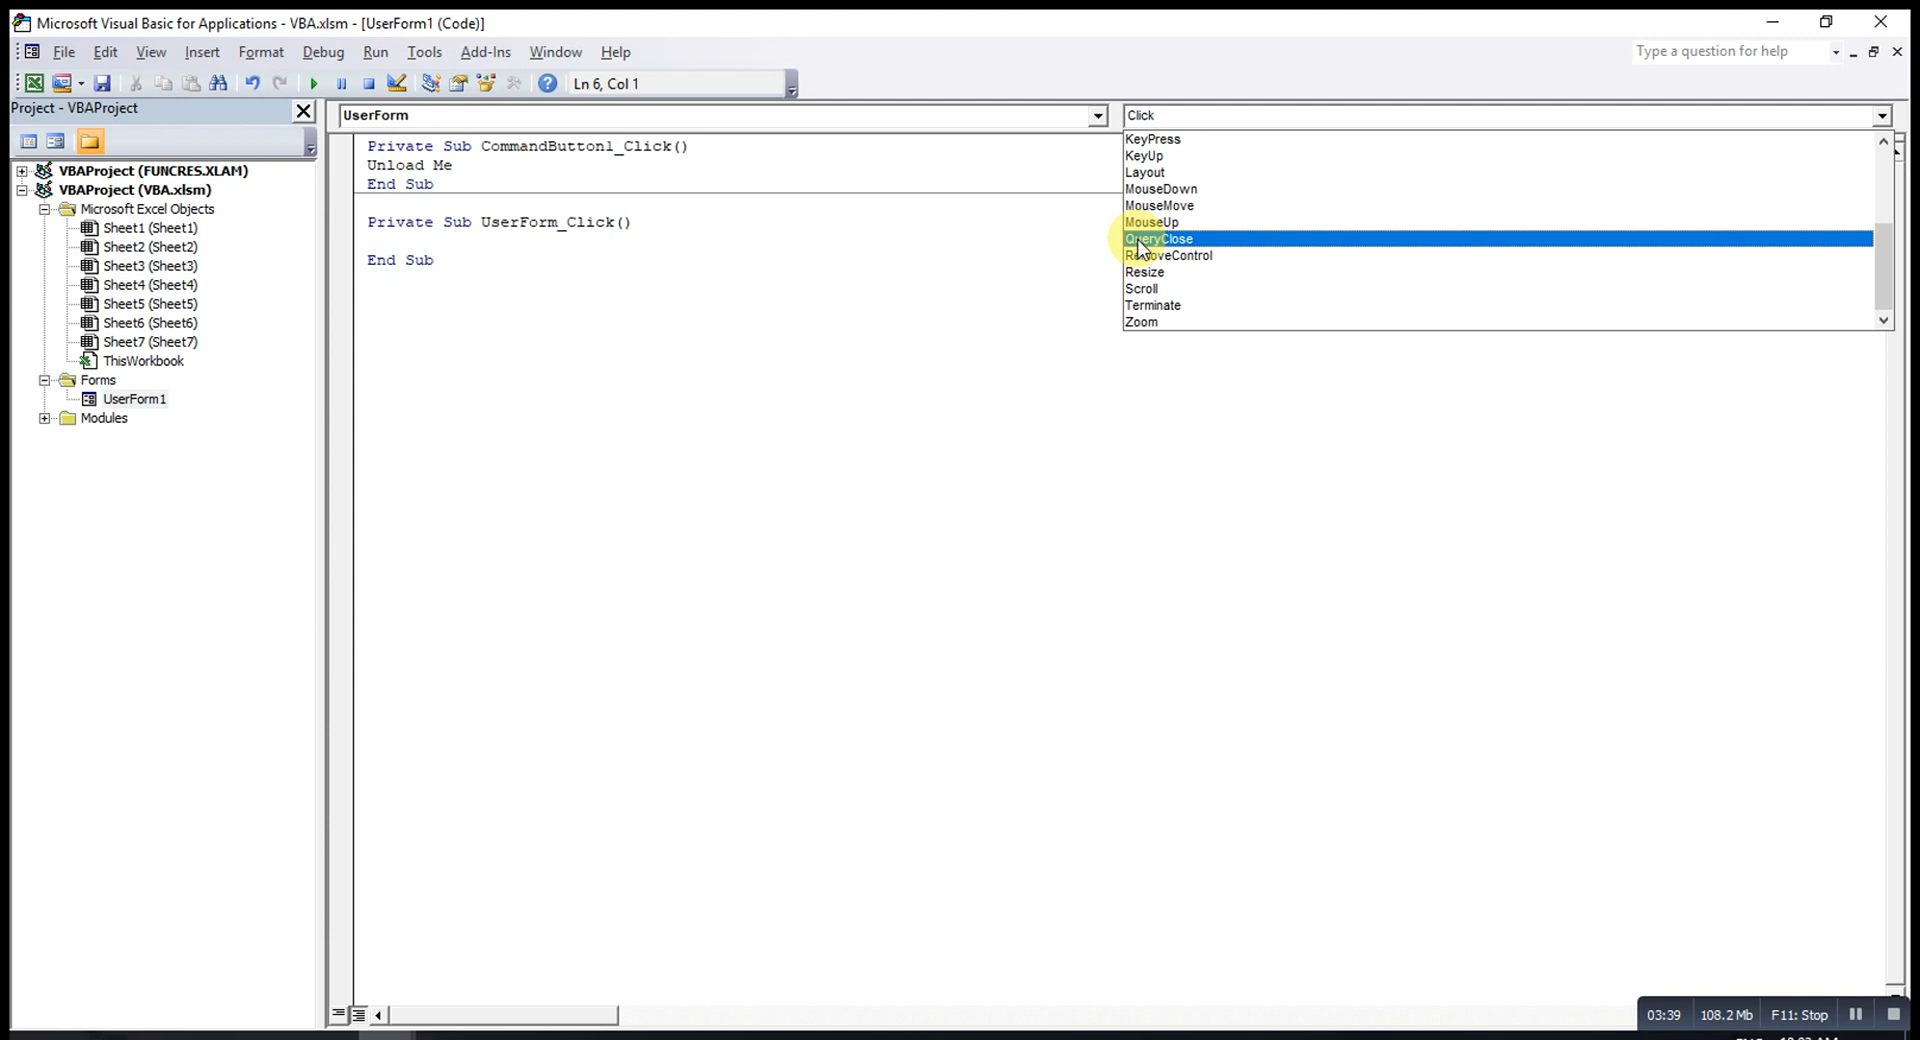 Microsoft Visual Basic for Applications - VBA.xlsm - [UserForm1 (Code)]
File Edit View Insert Format Debug Run Tools Add-Ins Window Help
Type a question for help
Ln 6, Col 1
Project - VBAProject
UserForm
Click
VBAProject (FUNCRES.XLAM)
VBAProject (VBA.xlsm)
Microsoft Excel Objects
Sheet1 (Sheet1)
Sheet2 (Sheet2)
Sheet3 (Sheet3)
Sheet4 (Sheet4)
Sheet5 (Sheet5)
Sheet6 (Sheet6)
Sheet7 (Sheet7)
ThisWorkbook
Forms
UserForm1
Modules
Private Sub CommandButton1_Click()
Unload Me
End Sub
Private Sub UserForm_Click()
End Sub
KeyPress
KeyUp
Layout
MouseDown
MouseMove
MouseUp
QueryClose
RemoveControl
Resize
Scroll
Terminate
Zoom
03:39 108.2 Mb F11: Stop